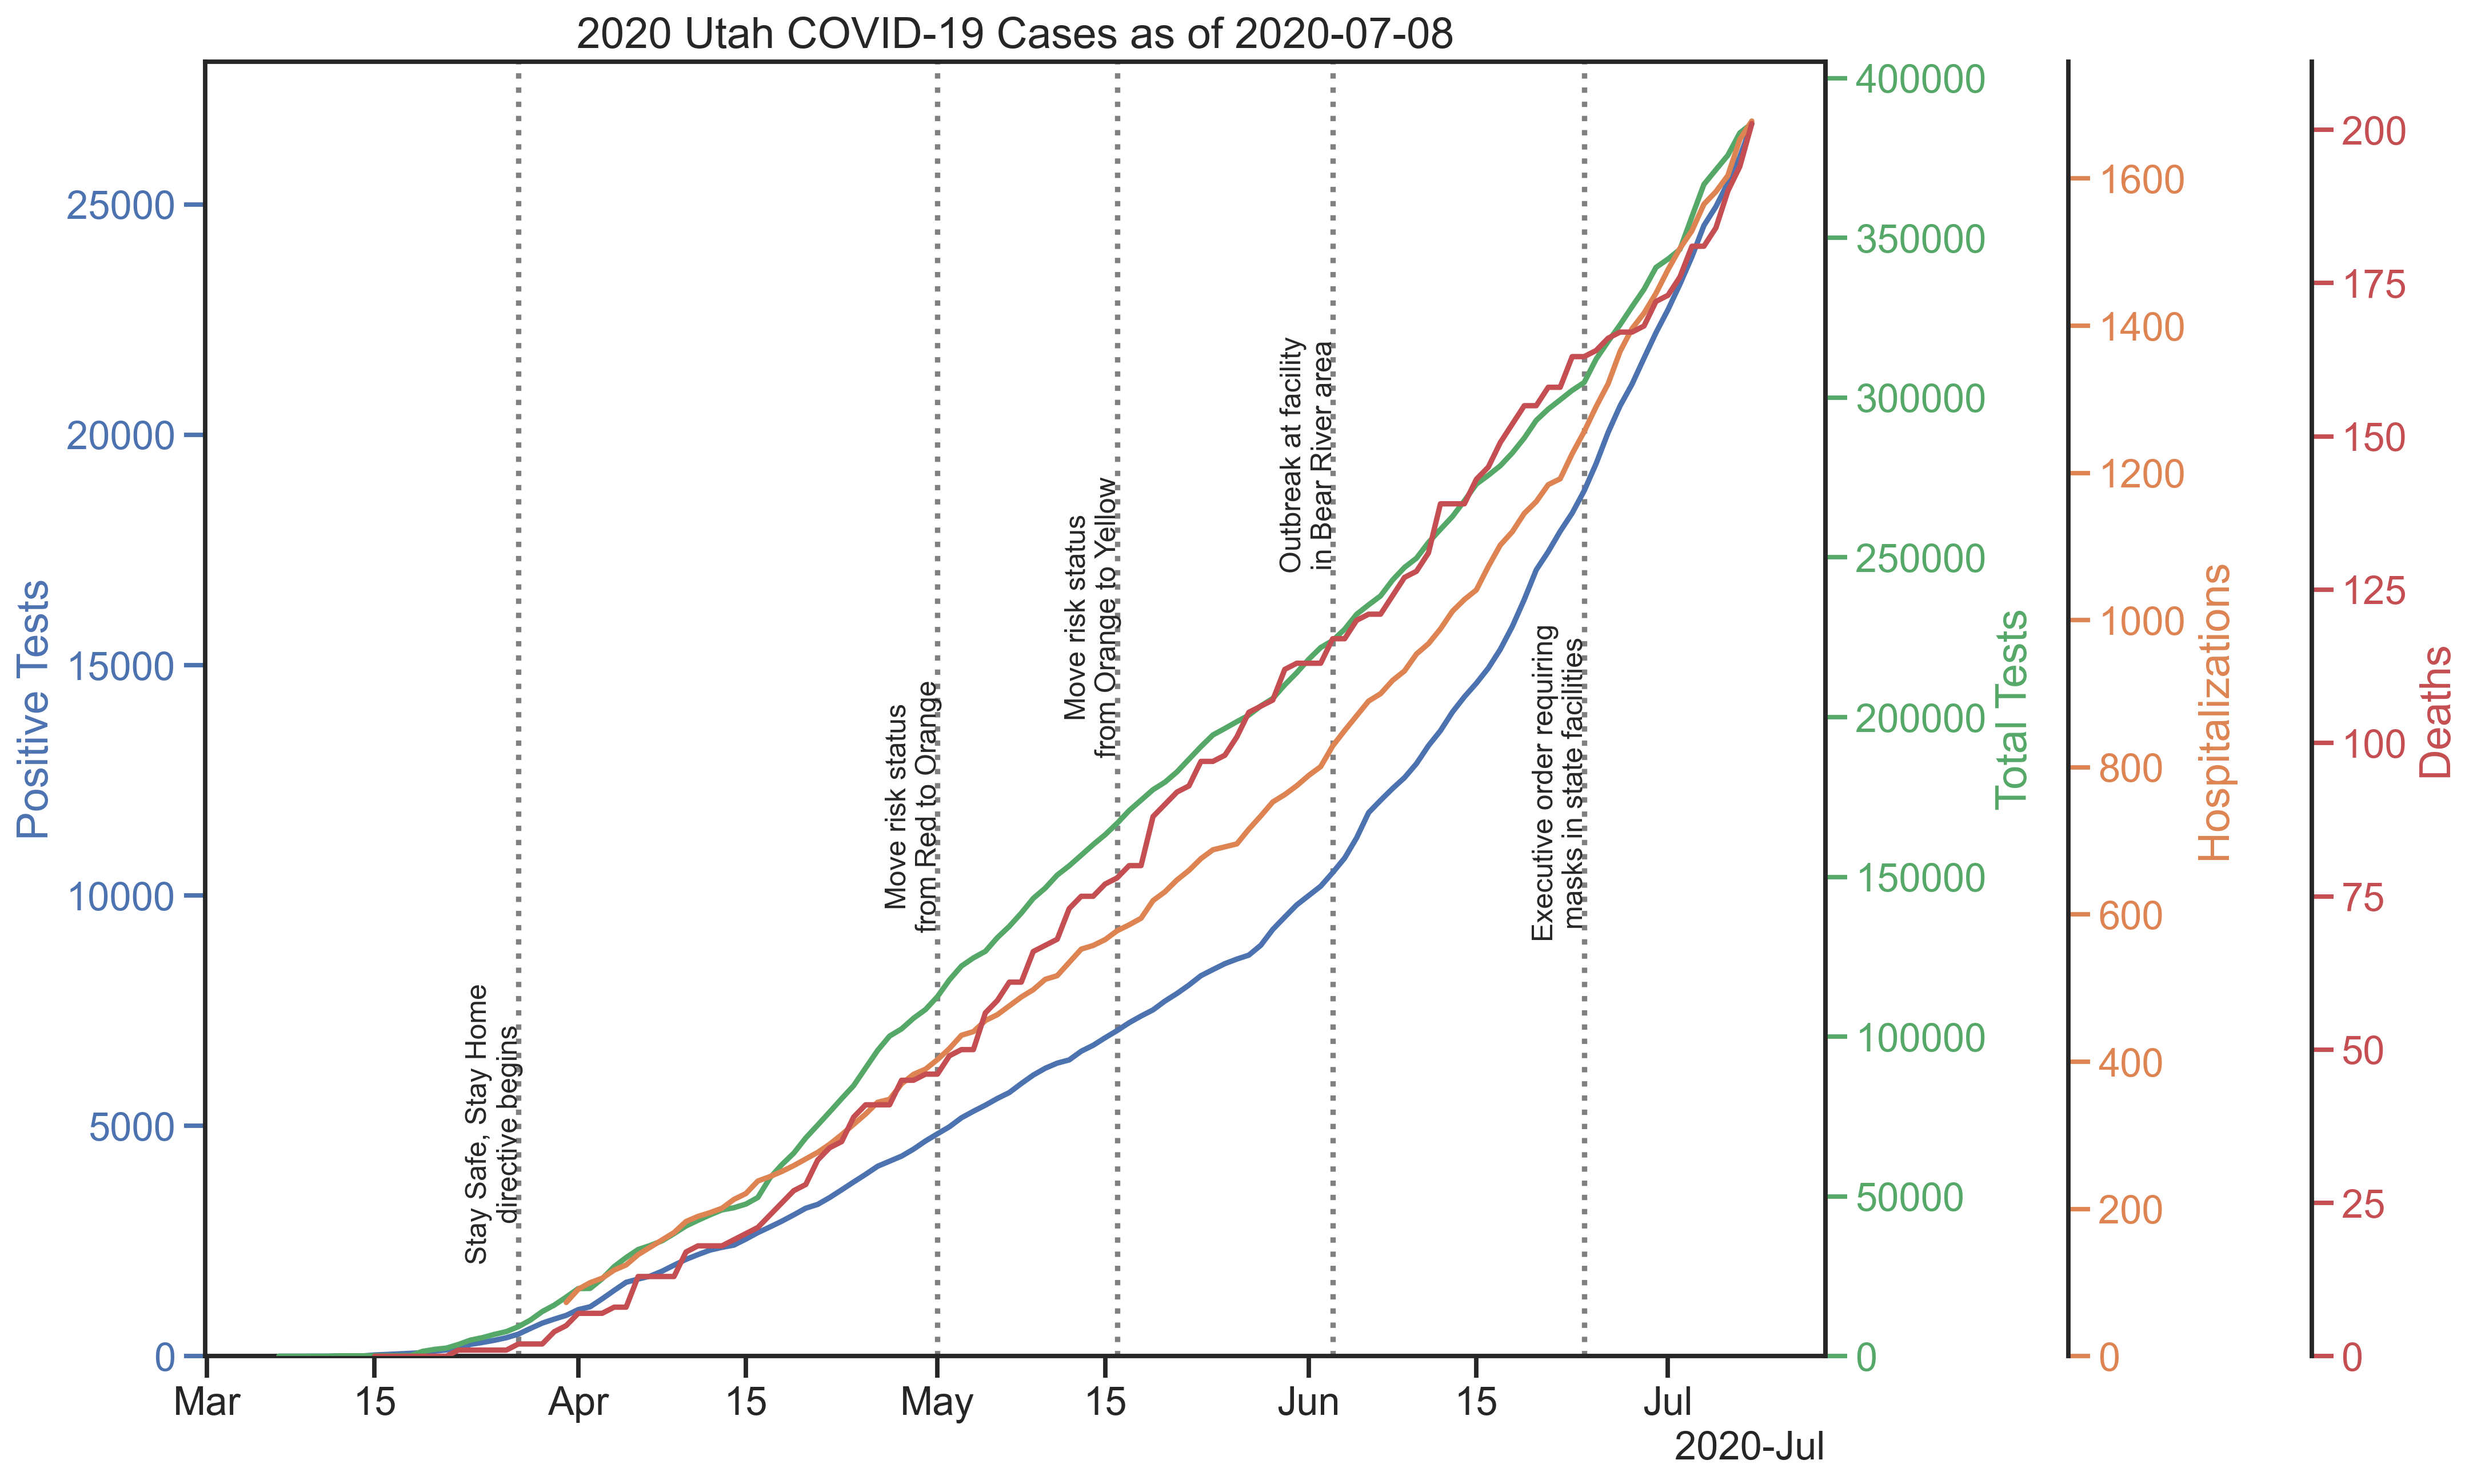 2020 Utah COVID-19 Cases as of 2020-07-08
Positive Tests
25000
20000
15000
10000
5000
0
Stay Safe, Stay Home
directive begins
Move risk status
from Red to Orange
Move risk status
from Orange to Yellow
Outbreak at facility
in Bear River area
Executive order requiring
masks in state facilities
400000
350000
300000
250000
200000
150000
100000
50000
0
Total Tests
1600
1400
1200
1000
800
600
400
200
0
Hospitalizations
200
175
150
125
100
75
50
25
0
Deaths
Mar
15
Apr
15
May
15
Jun
15
Jul
2020-Jul